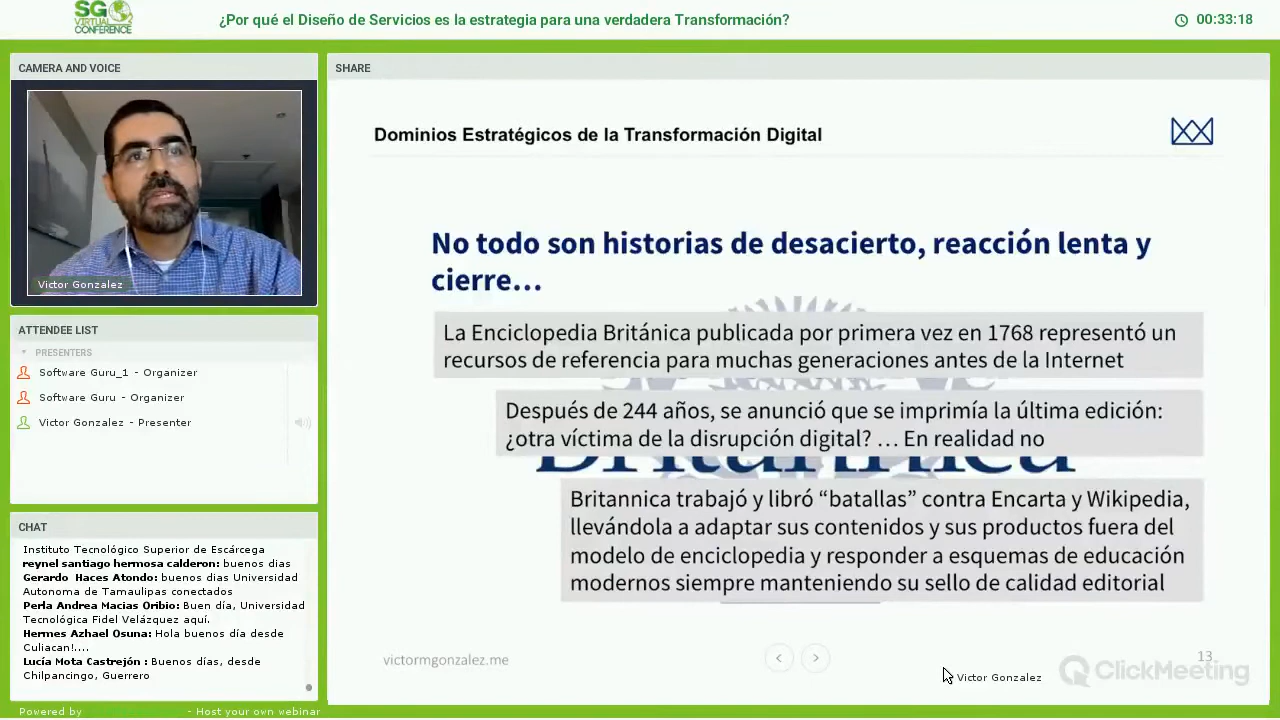 SG
VIRTUAL
CONFERENCE
¿Por qué el Diseño de Servicios es la estrategia para una verdadera Transformación?
00:33:18
CAMERA AND VOICE
Victor Gonzalez
ATTENDEE LIST
PRESENTERS
Software Guru_1 - Organizer
Software Guru - Organizer
Victor Gonzalez - Presenter
CHAT
Instituto Tecnológico Superior de Escárcega
reynel santiago hermosa calderon: buenos días
Gerardo Haces Atondo: buenos dias Universidad
Autonoma de Tamaulipas conectados
Perla Andrea Macias Oribio: Buen día, Universidad
Tecnológica Fidel Velázquez aquí.
Hermes Azhael Osuna: Hola buenos día desde
Culiacan!....
Lucía Mota Castrejón : Buenos días, desde
Chilpancingo, Guerrero
Powered by - Host your own webinar
SHARE
Dominios Estratégicos de la Transformación Digital
No todo son historias de desacierto, reacción lenta y
cierre...
La Enciclopedia Británica publicada por primera vez en 1768 representó un
recursos de referencia para muchas generaciones antes de la Internet
Después de 244 años, se anunció que se imprimía la última edición:
¿otra víctima de la disrupción digital? ... En realidad no
Britannica
Britannica trabajó y libró “batallas” contra Encarta y Wikipedia,
llevándola a adaptar sus contenidos y sus productos fuera del
modelo de enciclopedia y responder a esquemas de educación
modernos siempre manteniendo su sello de calidad editorial
victormgonzalez.me
13
Victor Gonzalez
ClickMeeting